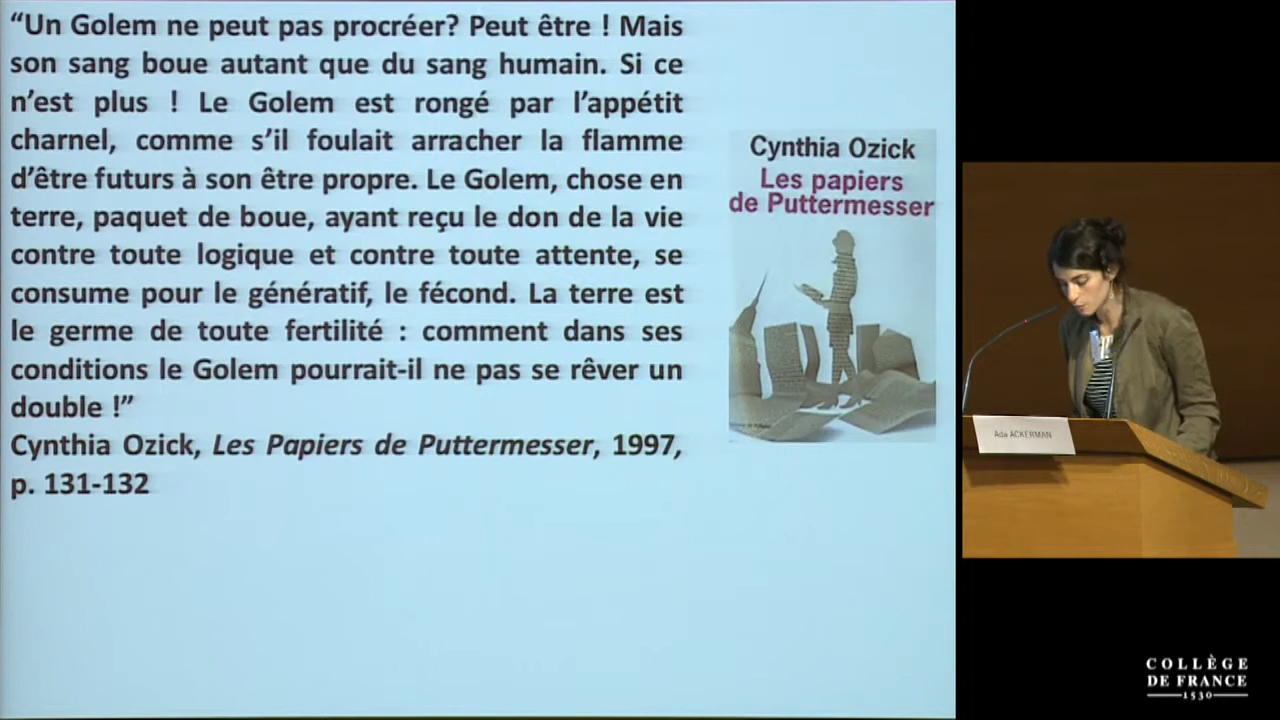 “Un Golem ne peut pas procréer? Peut être ! Mais
son sang boue autant que du sang humain. Si ce
n’est plus ! Le Golem est rongé par l’appétit
charnel, comme s’il foulait arracher la flamme
d’être futurs à son être propre. Le Golem, chose en
terre, paquet de boue, ayant reçu le don de la vie
contre toute logique et contre toute attente, se
consume pour le génératif, le fécond. La terre est
le germe de toute fertilité : comment dans ses
conditions le Golem pourrait-il ne pas se rêver un
double !”
Cynthia Ozick, Les Papiers de Puttermesser, 1997,
p. 131-132
Cynthia Ozick
Les papiers
de Puttermesser
Ada ACKERMAN
COLLÈGE
DE FRANCE
1530